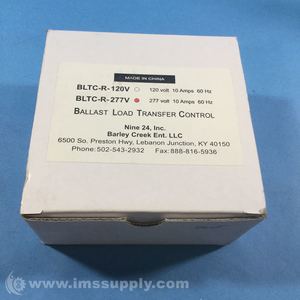 MADE IN CHINA
BLTC-R-120V 120 volt 10 Amps 60 Hz
BLTC-R-277V 277 volt 10 Amps 60 Hz
BALLAST LOAD TRANSFER CONTROL
Nine 24, Inc.
Barley Creek Ent. LLC
6500 So. Preston Hwy, Lebanon Junction, KY 40150
Phone: 502-543-2932 Fax: 888-816-5936
© www.imssupply.com